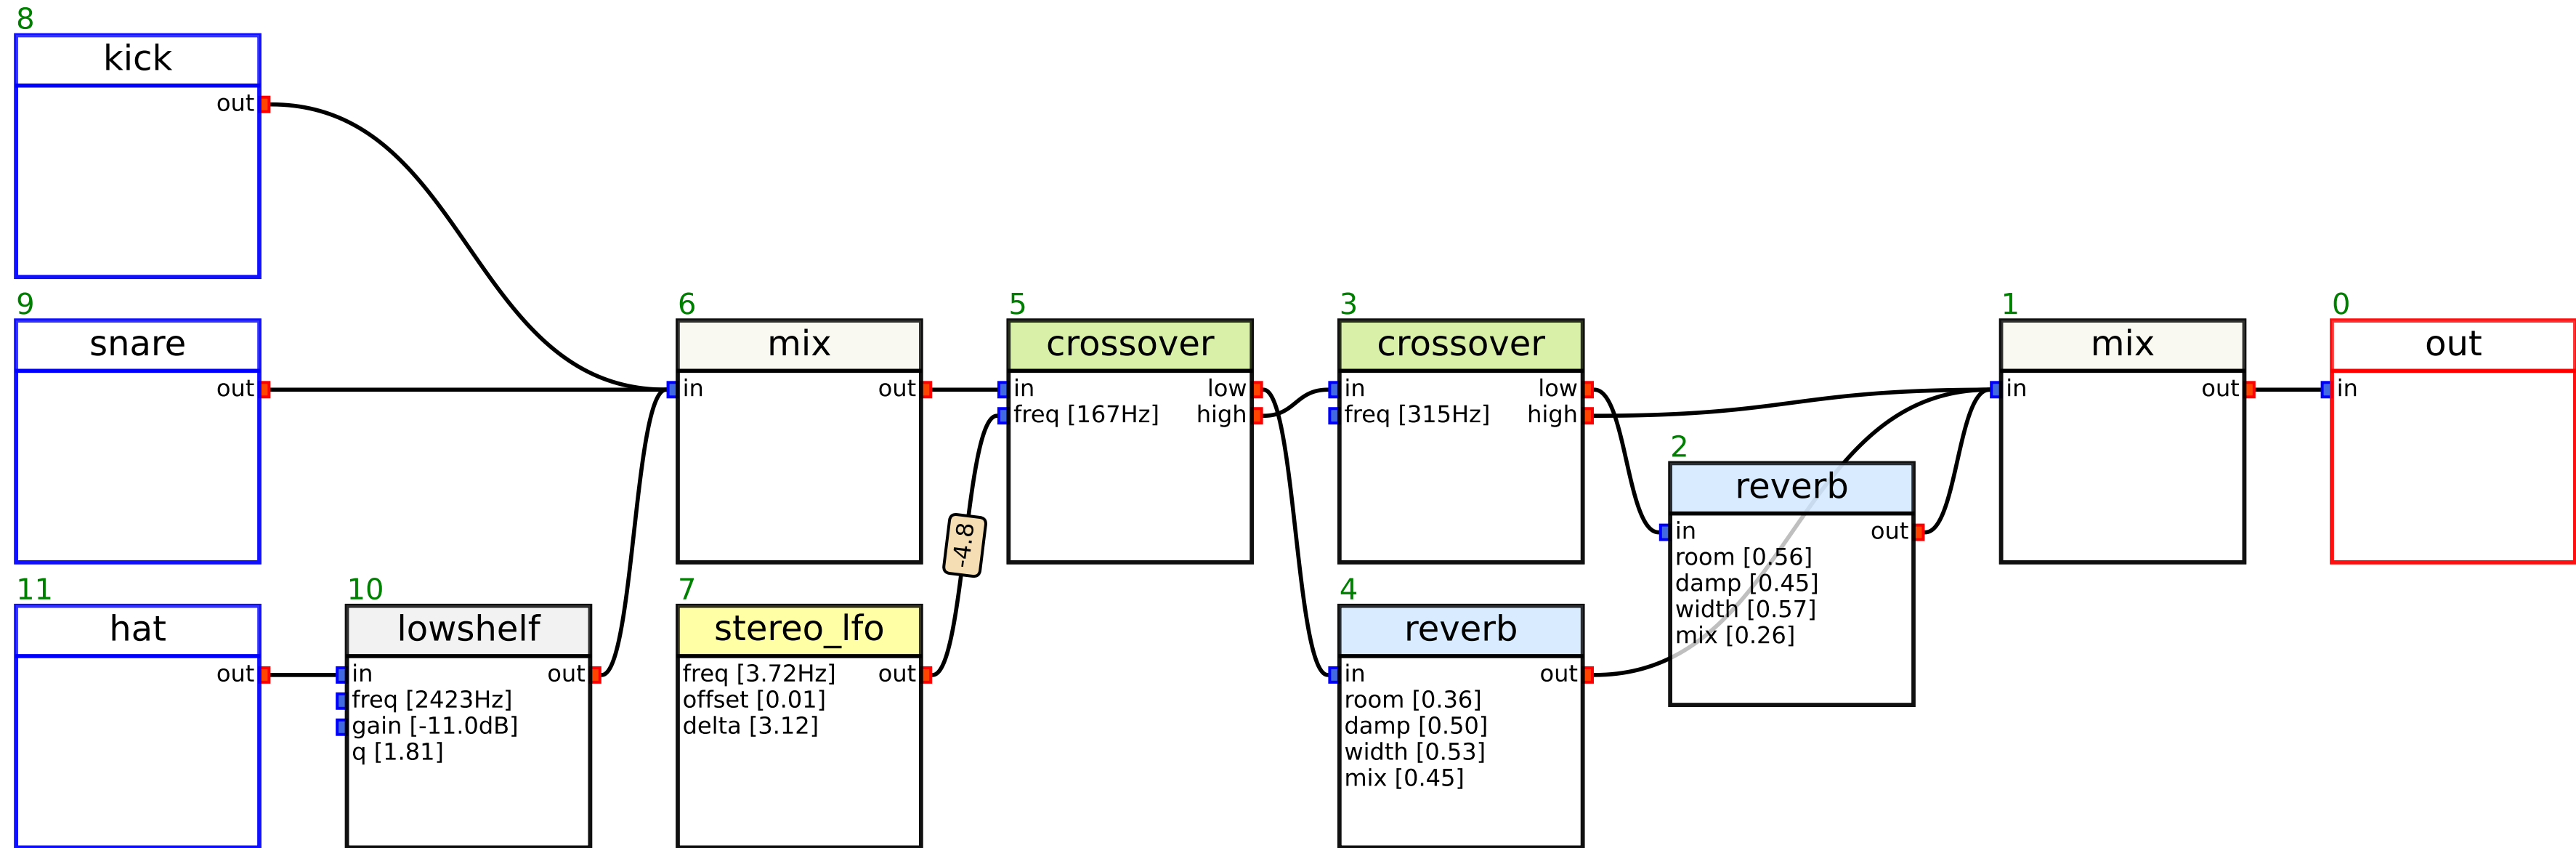 8
kick
out
9
snare
out
11
hat
out
10
lowshelf
in out
freq [2423Hz]
gain [-11.0dB]
q [1.81]
6
mix
in out
7
stereo_lfo
freq [3.72Hz] out
offset [0.01]
delta [3.12]
-4.8
5
crossover
in low
freq [167Hz] high
3
crossover
in low
freq [315Hz] high
4
reverb
in out
room [0.36]
damp [0.50]
width [0.53]
mix [0.45]
2
reverb
in out
room [0.56]
damp [0.45]
width [0.57]
mix [0.26]
1
mix
in out
0
out
in